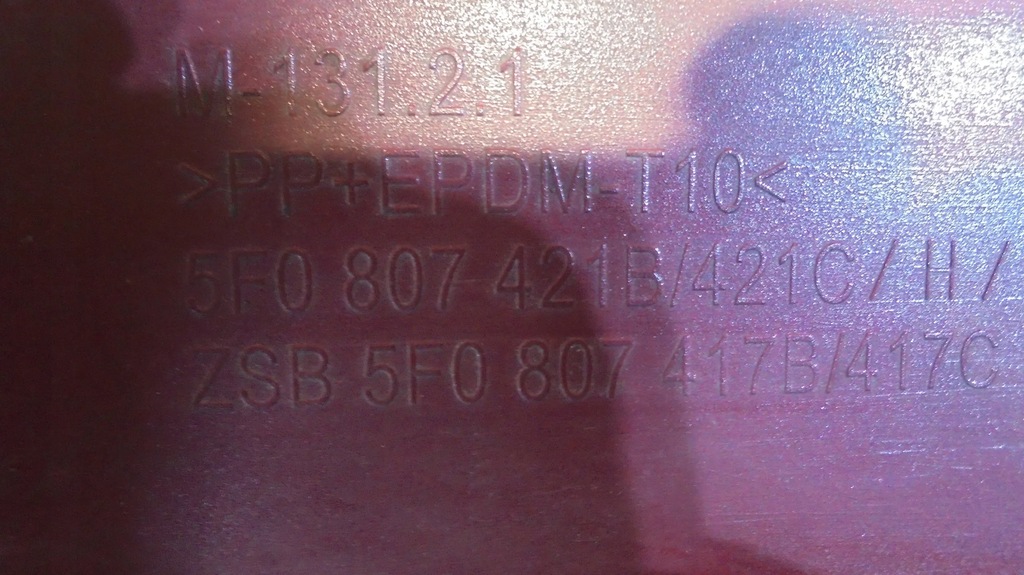 M-131.2.1
>PP+EPDM-T10<
5F0 807 421B/421C/H/
ZSB 5F0 807 417B/417C